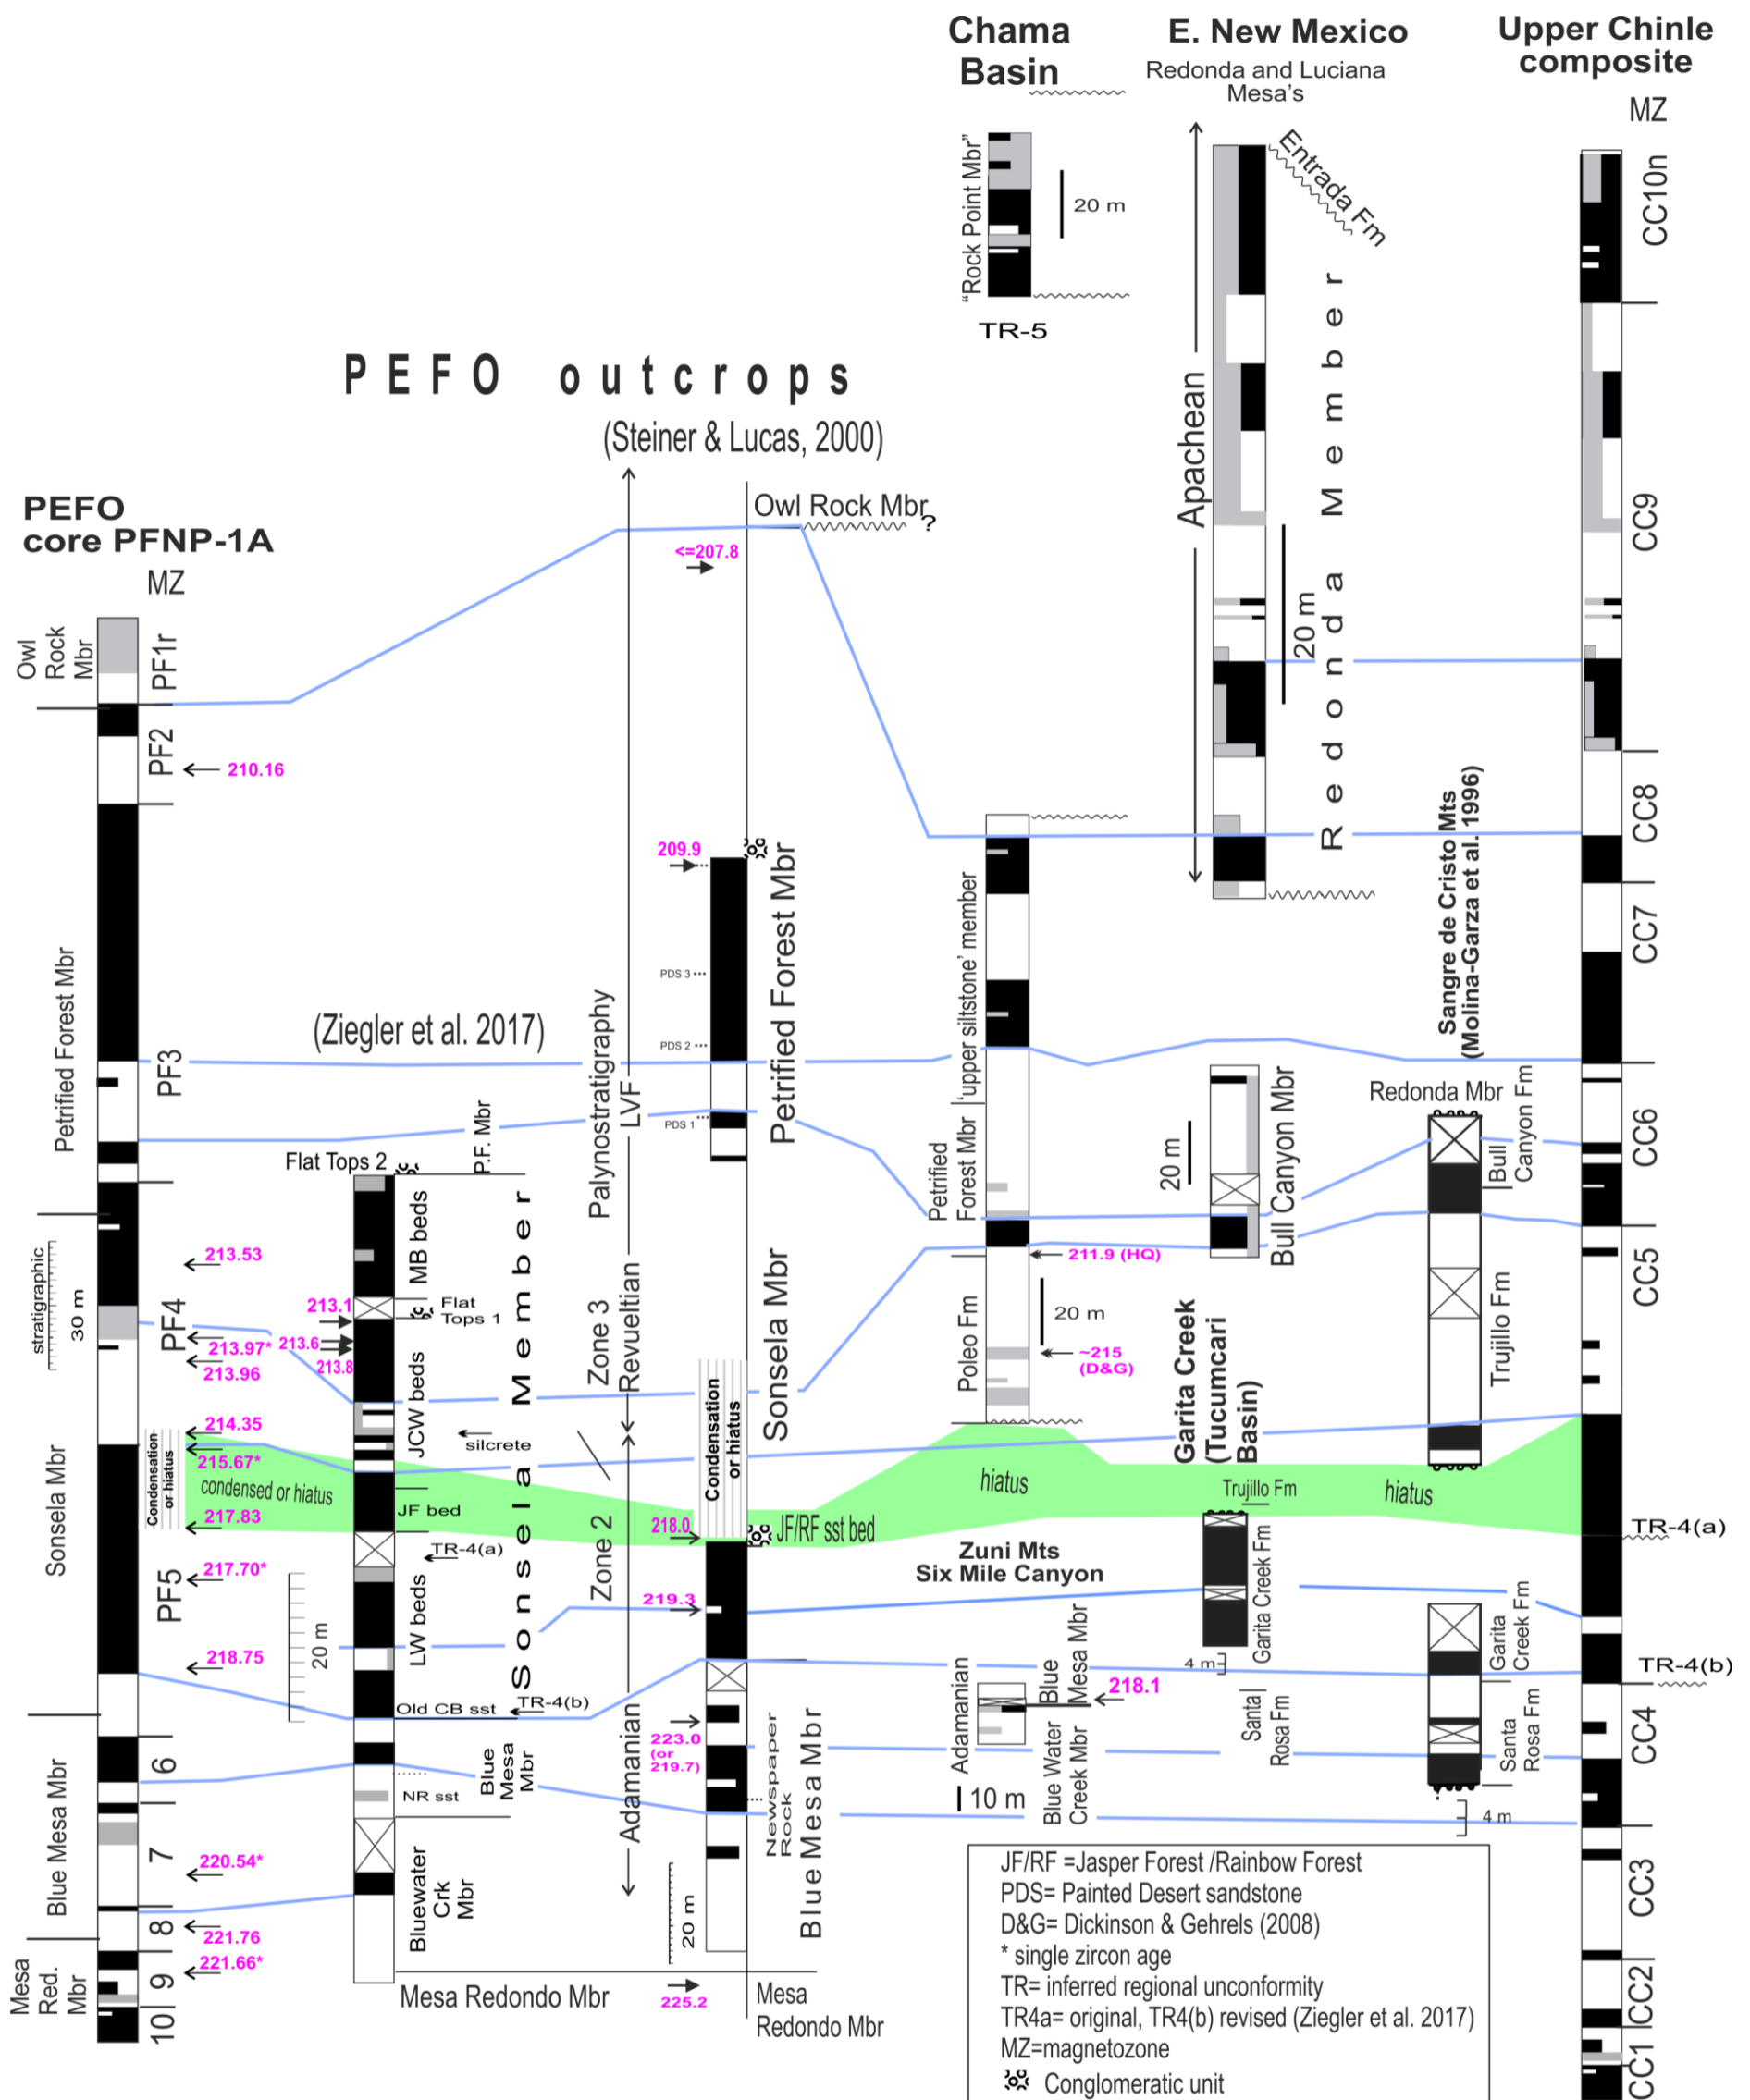 Chama
Basin
E. New Mexico
Redonda and Luciana
Mesa's
Upper Chinle
composite
MZ
"Rock Point Mbr"
20 m
TR-5
Entrada Fm
Apachean
Redonda Member
20 m
CC10n
CC9
CC8
CC7
CC6
CC5
CC4
CC3
CC2
CC1
PEFO outcrops
(Steiner & Lucas, 2000)
PEFO
core PFNP-1A
MZ
Owl
Rock
Mbr
PF1r
PF2
210.16
Petrified Forest Mbr
PF3
stratigraphic
30 m
213.53
PF4
213.97*
213.96
214.35
215.67*
Condensation
or hiatus
condensed or hiatus
217.83
Sonsela Mbr
PF5
217.70*
218.75
6
Blue Mesa Mbr
7
220.54*
8
221.76
221.66*
Mesa
Red.
Mbr
9
10
(Ziegler et al. 2017)
Flat Tops 2
P.F. Mbr
MB beds
213.1
Flat
Tops 1
213.6
213.8
JCW beds
silcrete
JF bed
TR-4(a)
LW beds
20 m
Old CB sst
TR-4(b)
Sonsela Member
Blue
Mesa
Mbr
NR sst
Bluewater
Crk
Mbr
Mesa Redondo Mbr
Palynostratigraphy
LVF
Zone 3
Revueltian
Zone 2
Adamanian
Owl Rock Mbr
?
<=207.8
209.9
PDS 3
PDS 2
PDS 1
Petrified Forest Mbr
Sonsela Mbr
Condensation
or hiatus
218.0
JF/RF sst bed
219.3
223.0
(or
219.7)
Newspaper
Rock
Blue Mesa Mbr
20 m
225.2
Mesa
Redondo Mbr
'upper siltstone' member
Petrified
Forest Mbr
211.9 (HQ)
20 m
Poleo Fm
~215
(D&G)
hiatus
Zuni Mts
Six Mile Canyon
Adamanian
Blue
Mesa Mbr
218.1
Blue Water
Creek Mbr
10 m
20 m
Bull Canyon Mbr
Garita Creek
(Tucumcari
Basin)
Trujillo Fm
Garita Creek Fm
4 m
Santa
Rosa Fm
Sangre de Cristo Mts
(Molina-Garza et al. 1996)
Redonda Mbr
Bull
Canyon Fm
Trujillo Fm
hiatus
Garita
Creek Fm
Santa
Rosa Fm
4 m
TR-4(a)
TR-4(b)
JF/RF =Jasper Forest /Rainbow Forest
PDS= Painted Desert sandstone
D&G= Dickinson & Gehrels (2008)
* single zircon age
TR= inferred regional unconformity
TR4a= original, TR4(b) revised (Ziegler et al. 2017)
MZ=magnetozone
Conglomeratic unit